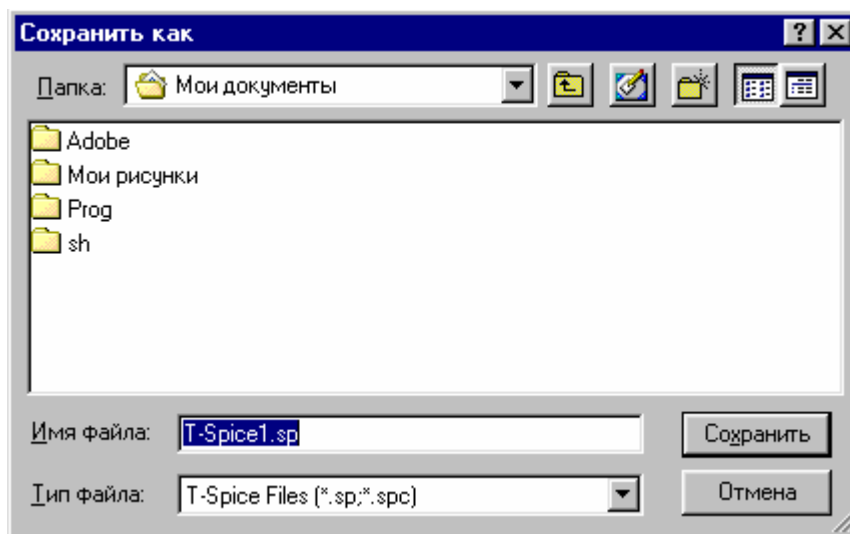 Сохранить как
Папка: Мои документы
Adobe
Мои рисунки
Prog
sh
Имя файла: T-Spice1.sp Сохранить
Тип файла: T-Spice Files (*.sp;*.spc) Отмена